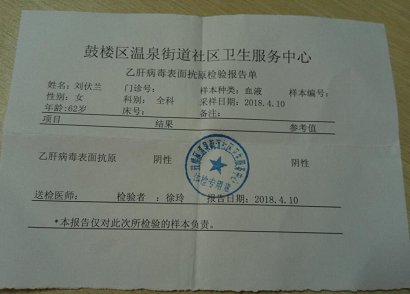 鼓楼区温泉街道社区卫生服务中心
乙肝病毒表面抗原检验报告单
姓名:刘伏兰 门诊号: 样本种类:血液 样本编号:
性别:女 科别: 全科 采样日期:2018.4.10
年龄:62岁 床号: 备注:
项目 结果 参考值
乙肝病毒表面抗原 阴性 阴性
送检医师: 检验者 :徐玲 报告日期:2018.4.10
*本报告仅对此次所检验的样本负责。